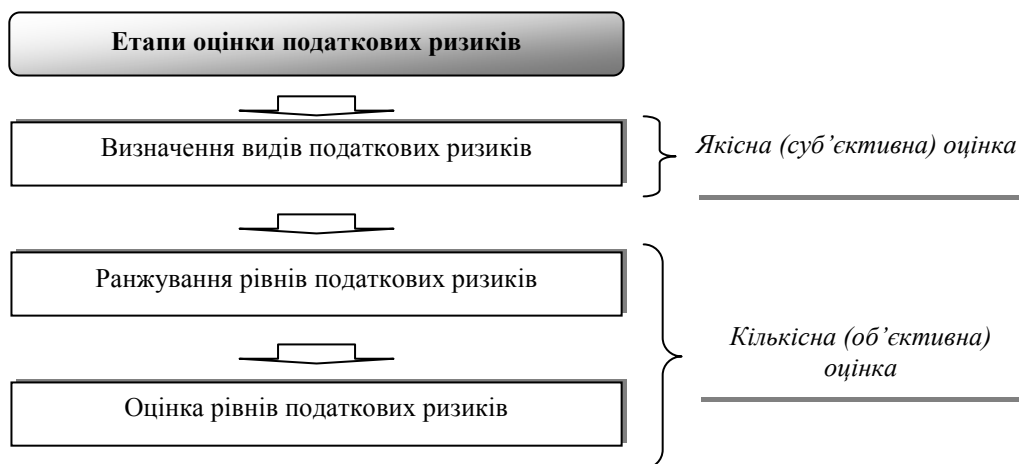 Етапи оцінки податкових ризиків
Визначення видів податкових ризиків
Якісна (суб’єктивна) оцінка
Ранжування рівнів податкових ризиків
Кількісна (об’єктивна)
оцінка
Оцінка рівнів податкових ризиків